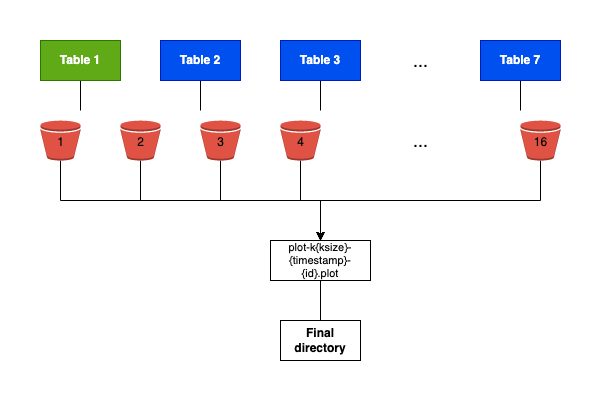 Table 1
Table 2
Table 3
...
Table 7
1
2
3
4
...
16
plot-k{ksize}-
{timestamp}-
{id}.plot
Final
directory